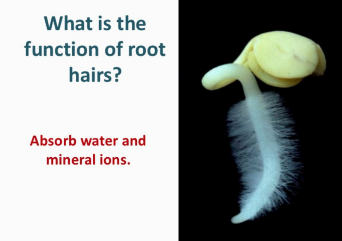 What is the
function of root
hairs?
Absorb water and
mineral ions.